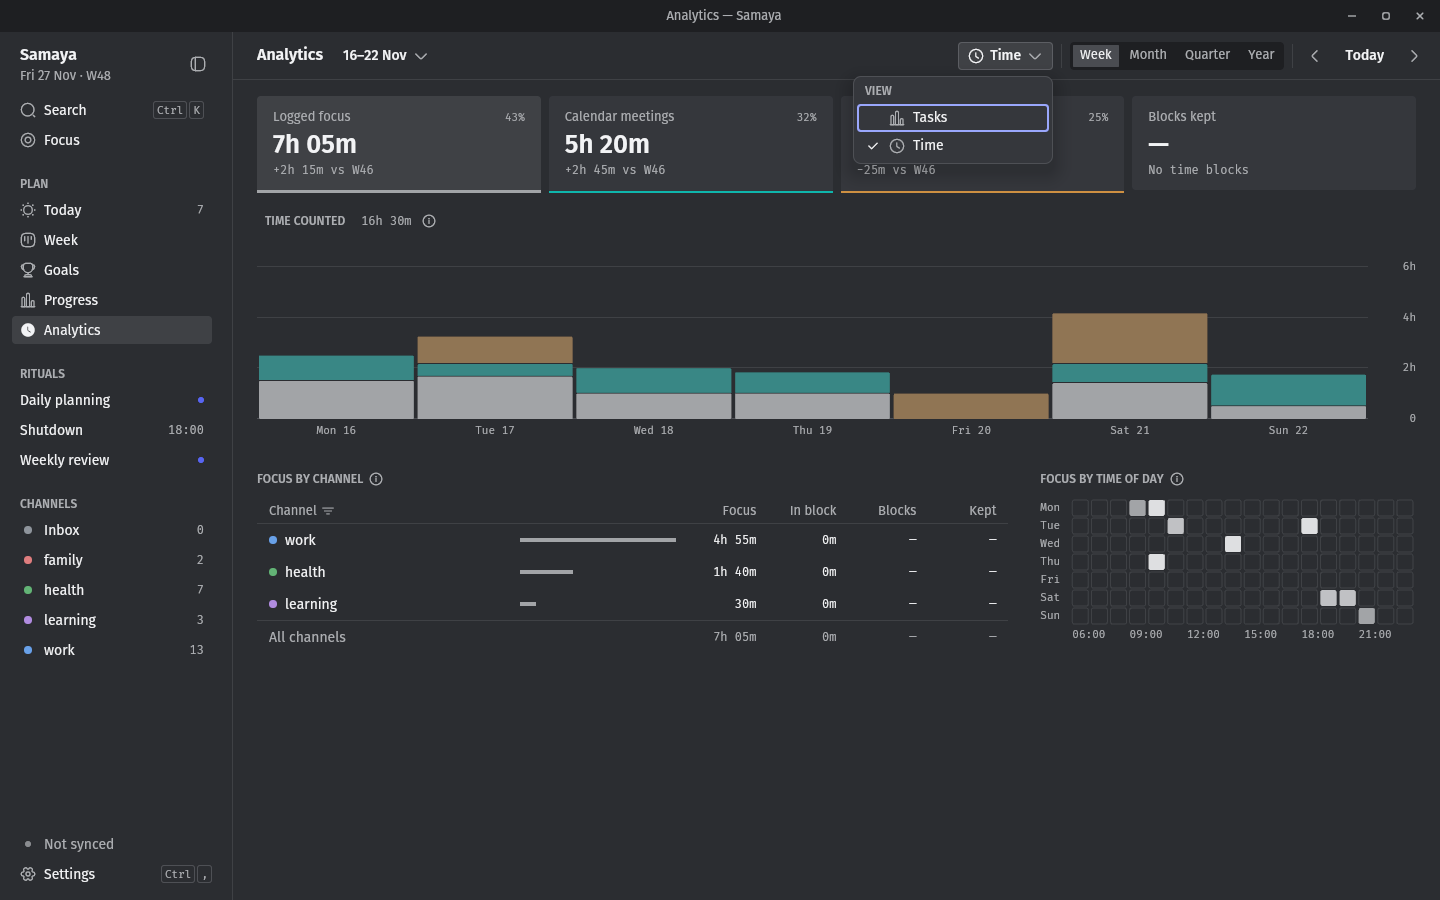 Analytics — Samaya
Samaya
Fri 27 Nov · W48
Search Ctrl K
Focus
PLAN
Today 7
Week
Goals
Progress
Analytics
RITUALS
Daily planning
Shutdown 18:00
Weekly review
CHANNELS
Inbox 0
family 2
health 7
learning 3
work 13
Not synced
Settings Ctrl ,
Analytics 16–22 Nov
Time
Week Month Quarter Year
Today
VIEW
Tasks
Time
Logged focus 43%
7h 05m
+2h 15m vs W46
Calendar meetings 32%
5h 20m
+2h 45m vs W46
25%
-25m vs W46
Blocks kept
—
No time blocks
TIME COUNTED 16h 30m
6h
4h
2h
0
Mon 16 Tue 17 Wed 18 Thu 19 Fri 20 Sat 21 Sun 22
FOCUS BY CHANNEL
Channel Focus In block Blocks Kept
work 4h 55m 0m — —
health 1h 40m 0m — —
learning 30m 0m — —
All channels 7h 05m 0m — —
FOCUS BY TIME OF DAY
Mon
Tue
Wed
Thu
Fri
Sat
Sun
06:00 09:00 12:00 15:00 18:00 21:00